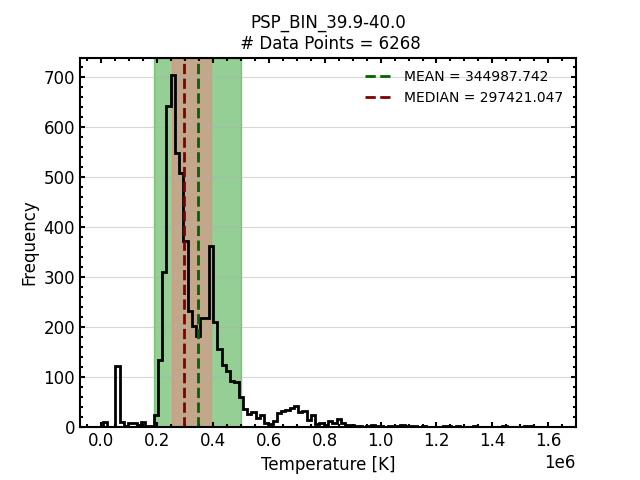 PSP_BIN_39.9-40.0
# Data Points = 6268
MEAN = 344987.742
MEDIAN = 297421.047
700
600
500
400
300
200
100
0
Frequency
0.0 0.2 0.4 0.6 0.8 1.0 1.2 1.4 1.6
1e6
Temperature [K]